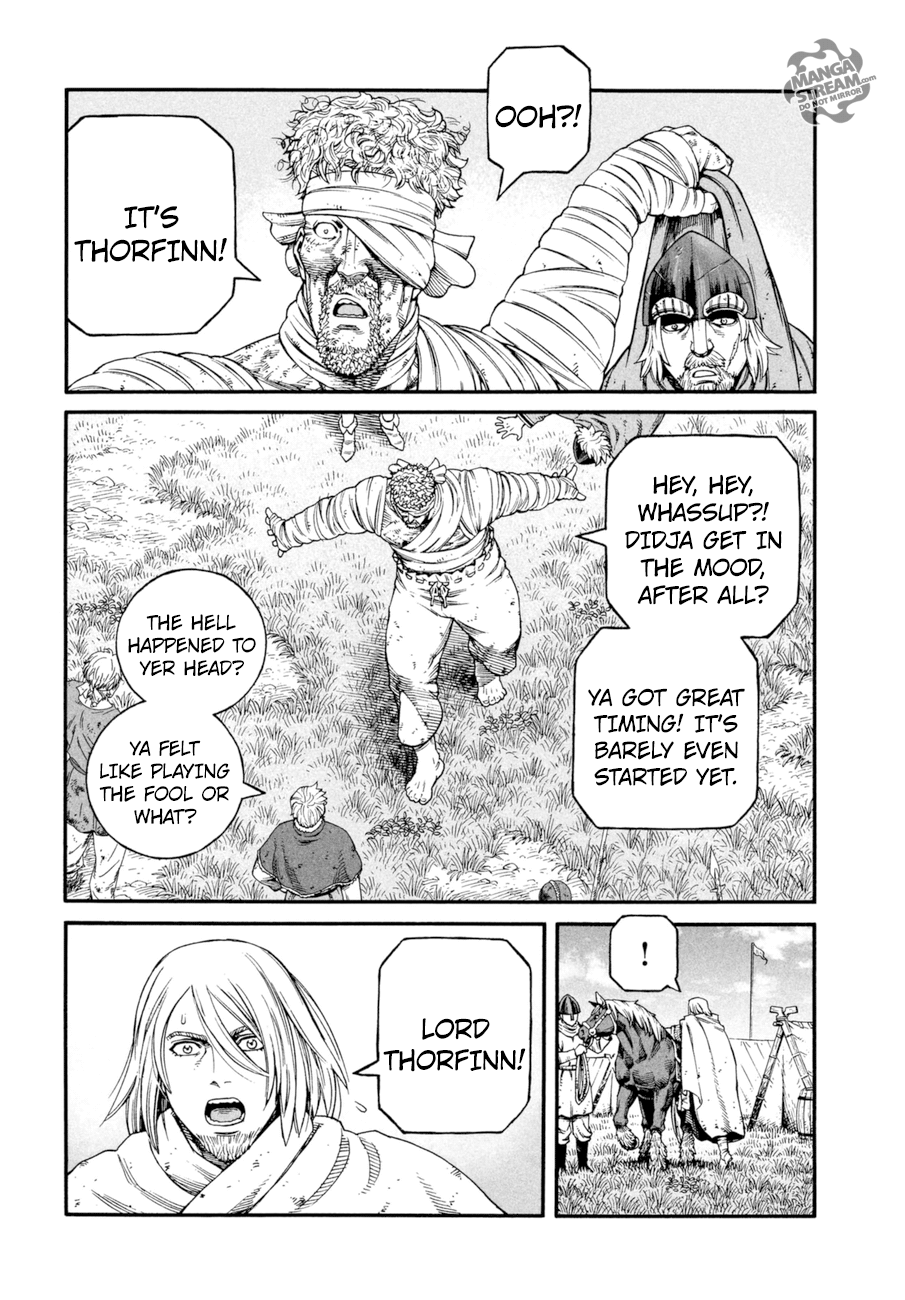 MANGA
STREAM.com
DO NOT MIRROR
OOH?!
IT'S
THORFINN!
HEY, HEY,
WHASSUP?!
DIDJA GET IN
THE MOOD,
AFTER ALL?
YA GOT GREAT
TIMING! IT'S
BARELY EVEN
STARTED YET.
THE HELL
HAPPENED TO
YER HEAD?
YA FELT
LIKE PLAYING
THE FOOL OR
WHAT?
!
LORD
THORFINN!